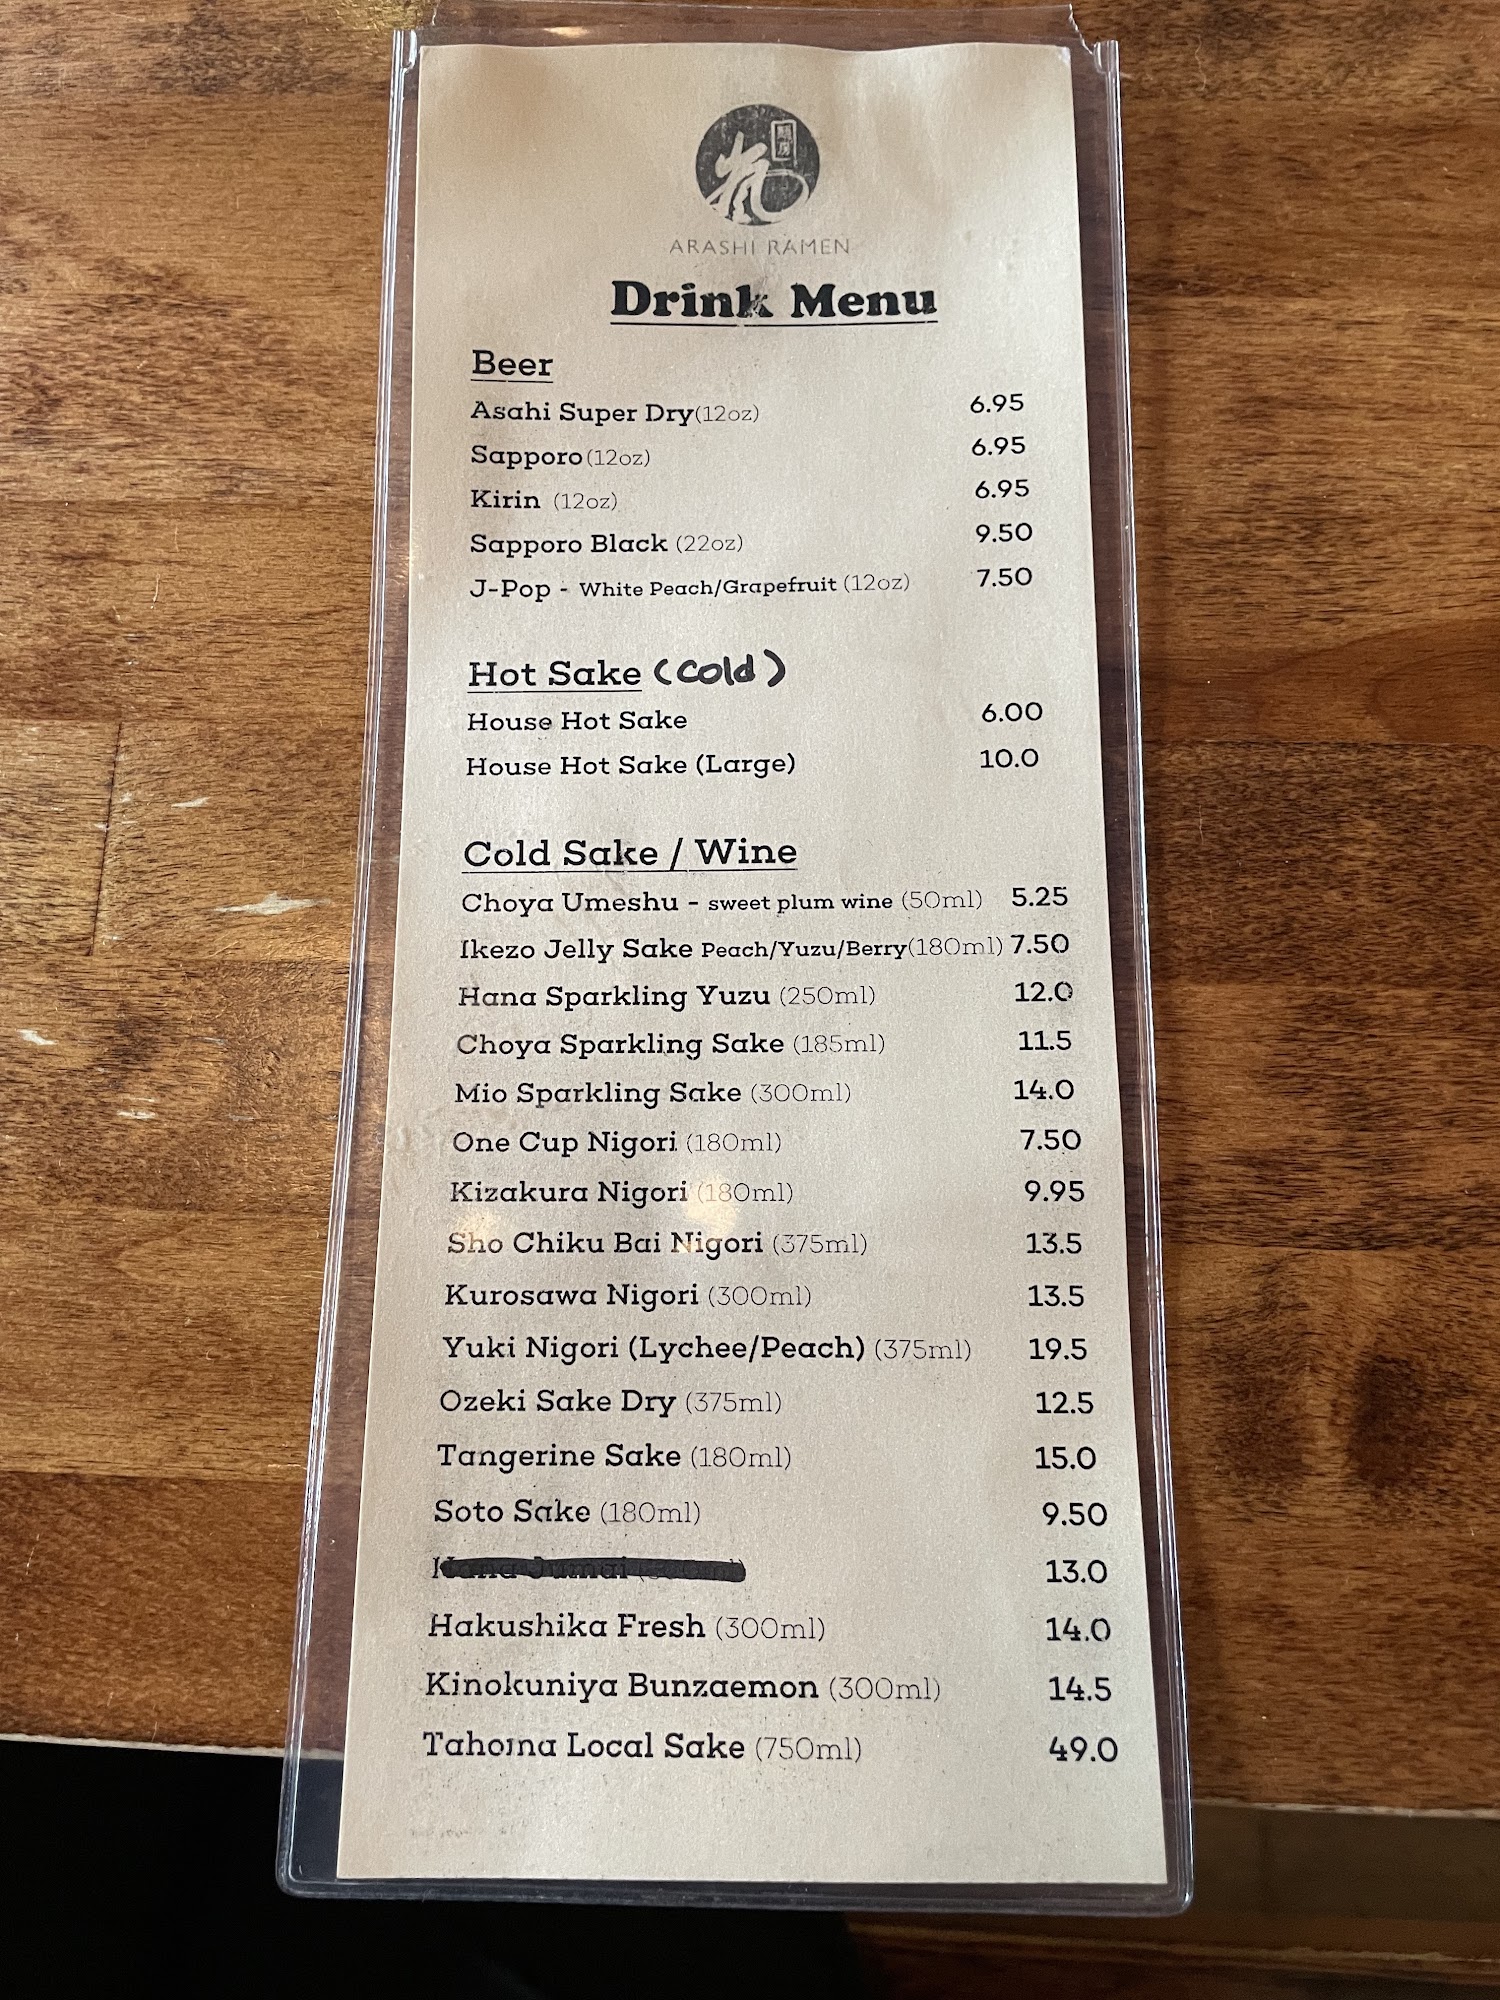 麺房
ARASHI RAMEN
Drink Menu
Beer
Asahi Super Dry(12oz) 6.95
Sapporo(12oz) 6.95
Kirin (12oz) 6.95
Sapporo Black (22oz) 9.50
J-Pop - White Peach/Grapefruit (12oz) 7.50
Hot Sake (cold)
House Hot Sake 6.00
House Hot Sake (Large) 10.0
Cold Sake / Wine
Choya Umeshu - sweet plum wine (50ml) 5.25
Ikezo Jelly Sake Peach/Yuzu/Berry(180ml) 7.50
Hana Sparkling Yuzu (250ml) 12.0
Choya Sparkling Sake (185ml) 11.5
Mio Sparkling Sake (300ml) 14.0
One Cup Nigori (180ml) 7.50
Kizakura Nigori (180ml) 9.95
Sho Chiku Bai Nigori (375ml) 13.5
Kurosawa Nigori (300ml) 13.5
Yuki Nigori (Lychee/Peach) (375ml) 19.5
Ozeki Sake Dry (375ml) 12.5
Tangerine Sake (180ml) 15.0
Soto Sake (180ml) 9.50
13.0
Hakushika Fresh (300ml) 14.0
Kinokuniya Bunzaemon (300ml) 14.5
Tahoma Local Sake (750ml) 49.0